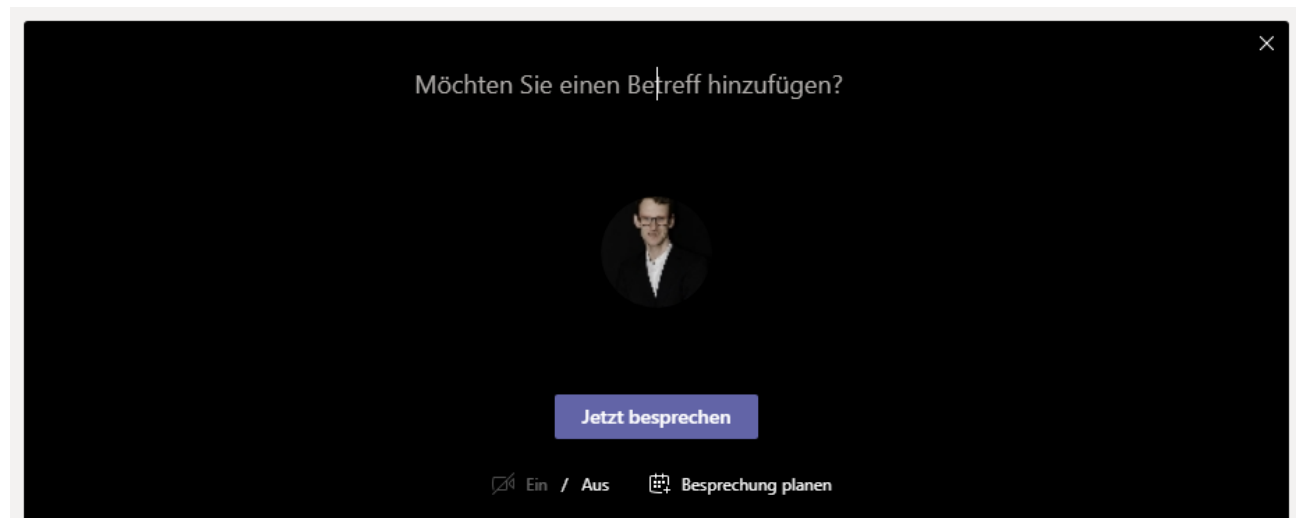 Möchten Sie einen Betreff hinzufügen?
Jetzt besprechen
Ein / Aus Besprechung planen